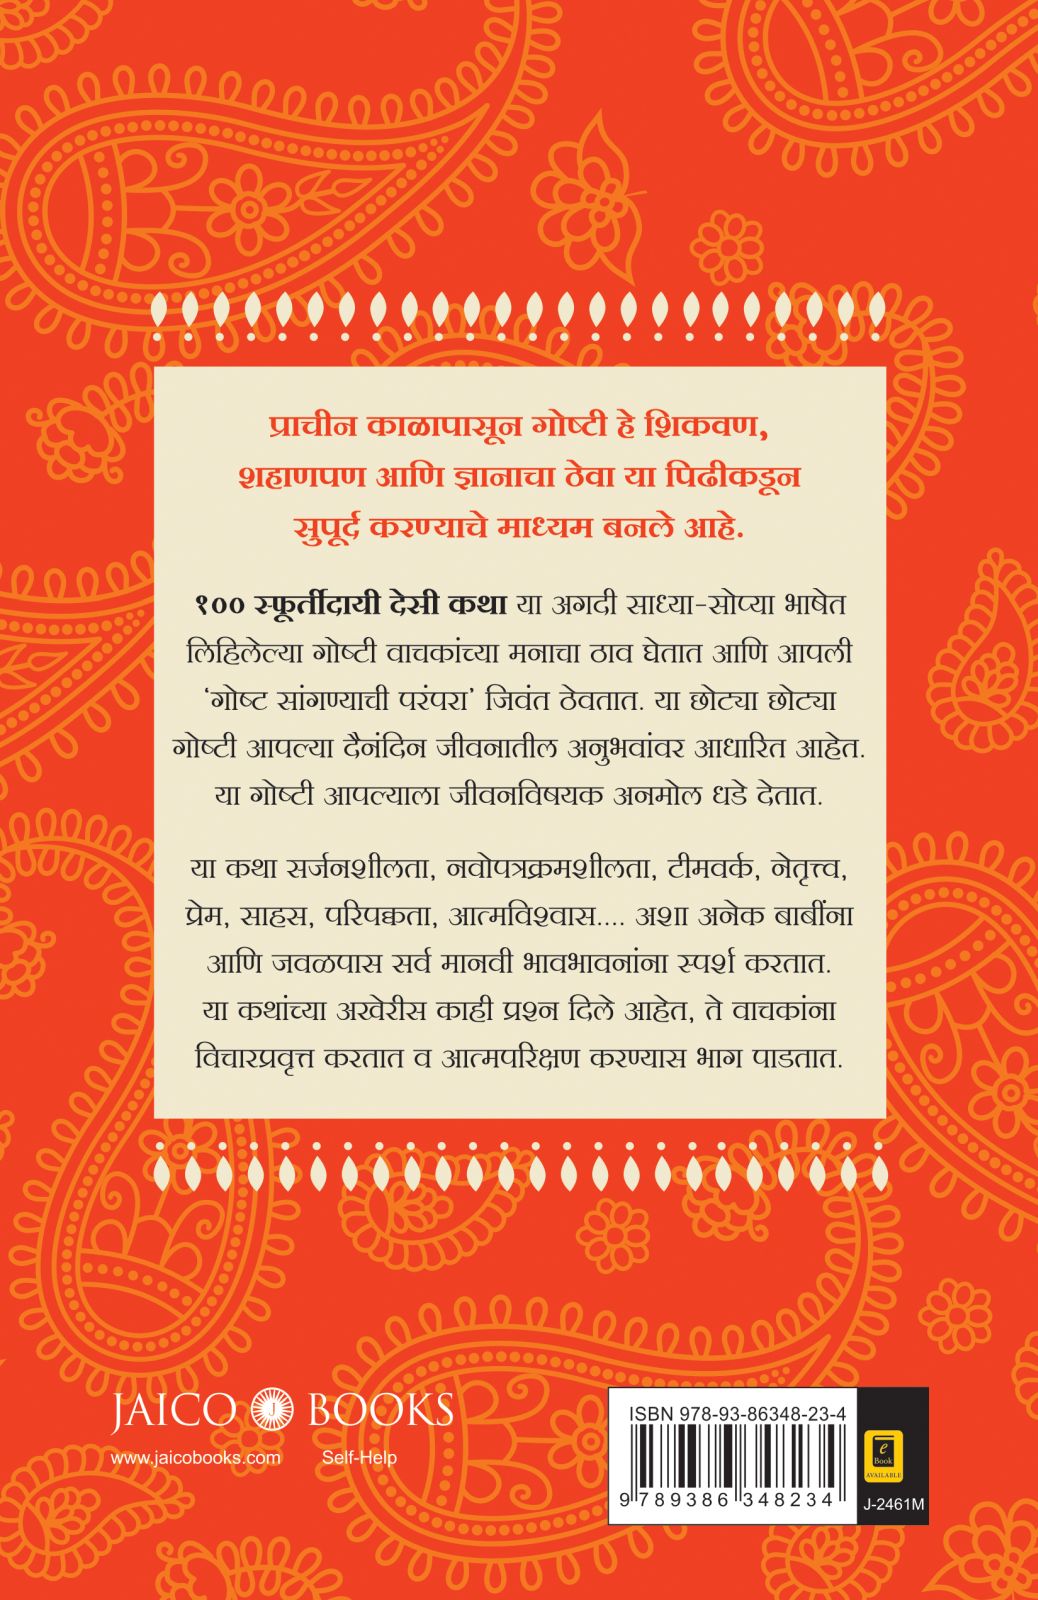 प्राचीन काळापासून गोष्टी हे शिकवण,
शहाणपण आणि ज्ञानाचा ठेवा या पिढीकडून
सुपूर्द करण्याचे माध्यम बनले आहे.
१०० स्फूर्तीदायी देसी कथा या अगदी साध्या-सोप्या भाषेत
लिहिलेल्या गोष्टी वाचकांच्या मनाचा ठाव घेतात आणि आपली
‘गोष्ट सांगण्याची परंपरा’ जिवंत ठेवतात. या छोट्या छोट्या
गोष्टी आपल्या दैनंदिन जीवनातील अनुभवांवर आधारित आहेत.
या गोष्टी आपल्याला जीवनविषयक अनमोल धडे देतात.
या कथा सर्जनशीलता, नवोपत्रक्रमशीलता, टीमवर्क, नेतृत्त्व,
प्रेम, साहस, परिपक्वता, आत्मविश्वास.... अशा अनेक बाबींना
आणि जवळपास सर्व मानवी भावभावनांना स्पर्श करतात.
या कथांच्या अखेरीस काही प्रश्न दिले आहेत, ते वाचकांना
विचारप्रवृत्त करतात व आत्मपरिक्षण करण्यास भाग पाडतात.
JAICO J BOOKS
www.jaicobooks.com Self-Help
ISBN 978-93-86348-23-4
9 789386 348234
e
Book
AVAILABLE
J-2461M